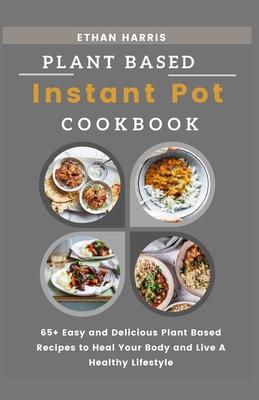 ETHAN HARRIS
PLANT BASED
Instant Pot
COOKBOOK
65+ Easy and Delicious Plant Based
Recipes to Heal Your Body and Live A
Healthy Lifestyle